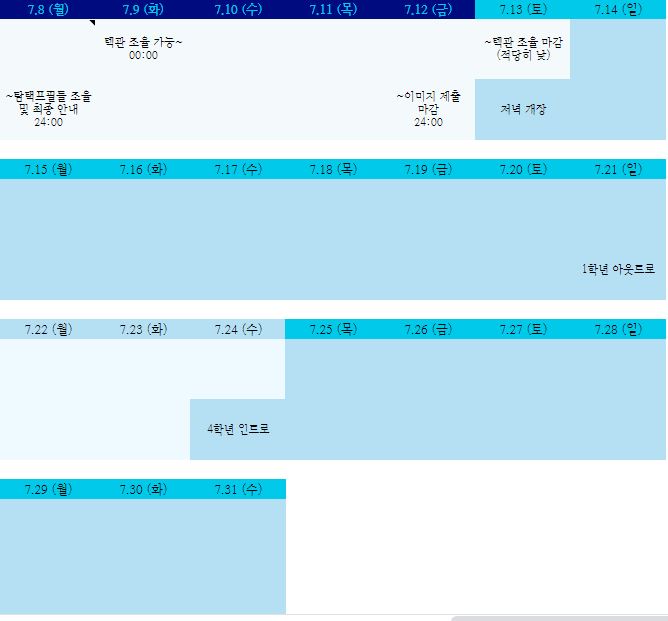 7.8 (월) 7.9 (화) 7.10 (수) 7.11 (목) 7.12 (금) 7.13 (토) 7.14 (일)
텍관 조율 가능~
00:00
~텍관 조율 마감
(적당히 낮)
~탐택프필틀 조율
및 최종 안내
24:00
~이미지 제출
마감
24:00
저녁 개장
7.15 (월) 7.16 (화) 7.17 (수) 7.18 (목) 7.19 (금) 7.20 (토) 7.21 (일)
1학년 아웃트로
7.22 (월) 7.23 (화) 7.24 (수) 7.25 (목) 7.26 (금) 7.27 (토) 7.28 (일)
4학년 인트로
7.29 (월) 7.30 (화) 7.31 (수)